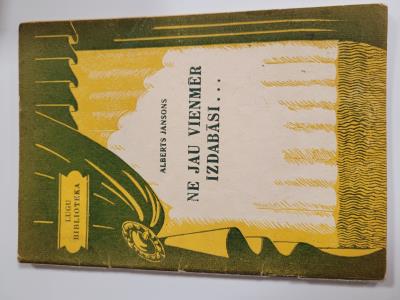 ALBERTS JANSONS
NE JAU VIENMĒR
IZDABĀSI...
LUGU
BIBLIOTĒKA